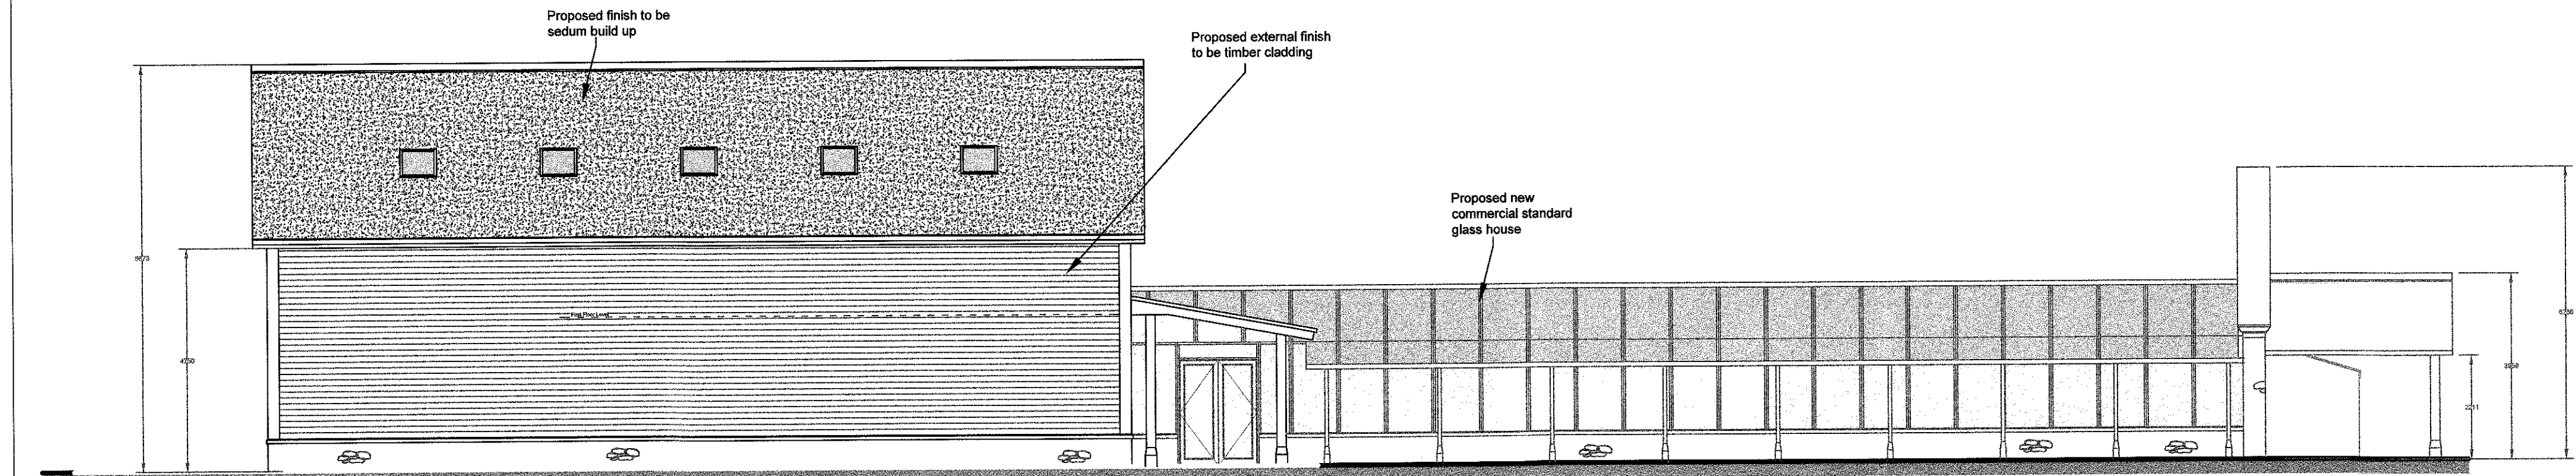 Proposed finish to be
sedum build up
Proposed external finish
to be timber cladding
Proposed new
commercial standard
glass house
8673
4750
First Floor Level
2211